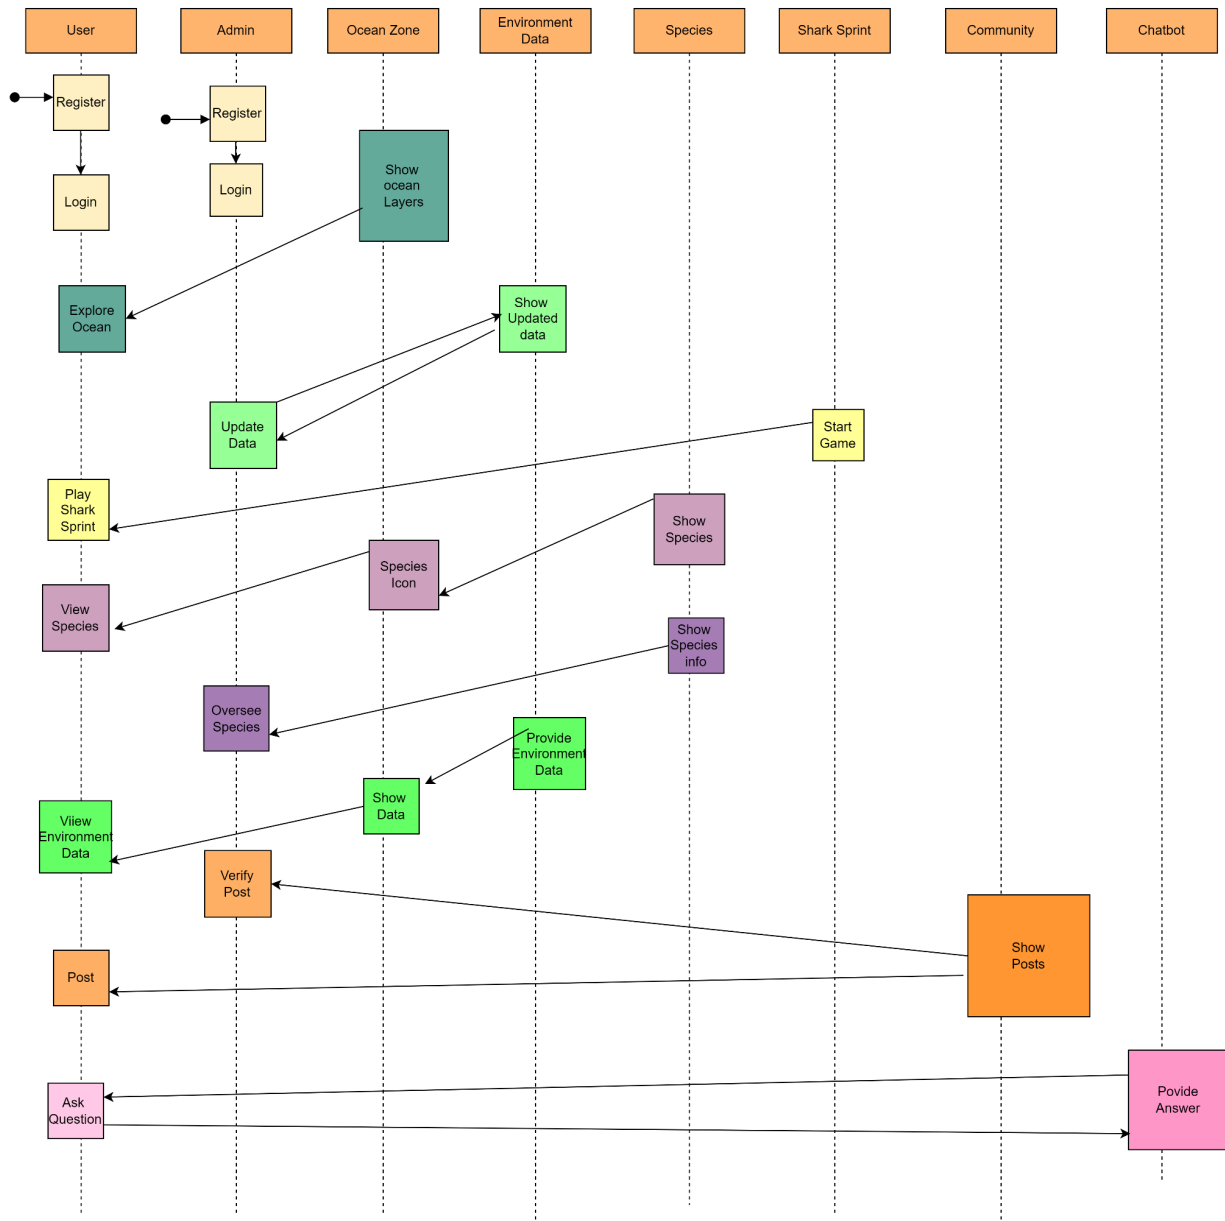 User
Admin
Ocean Zone
Environment
Data
Species
Shark Sprint
Community
Chatbot
Register
Register
Login
Login
Show
ocean
Layers
Explore
Ocean
Show
Updated
data
Update
Data
Start
Game
Play
Shark
Sprint
Show
Species
Species
Icon
View
Species
Show
Species
info
Oversee
Species
Provide
Environment
Data
Show
Data
Viiew
Environment
Data
Verify
Post
Show
Posts
Post
Povide
Answer
Ask
Question